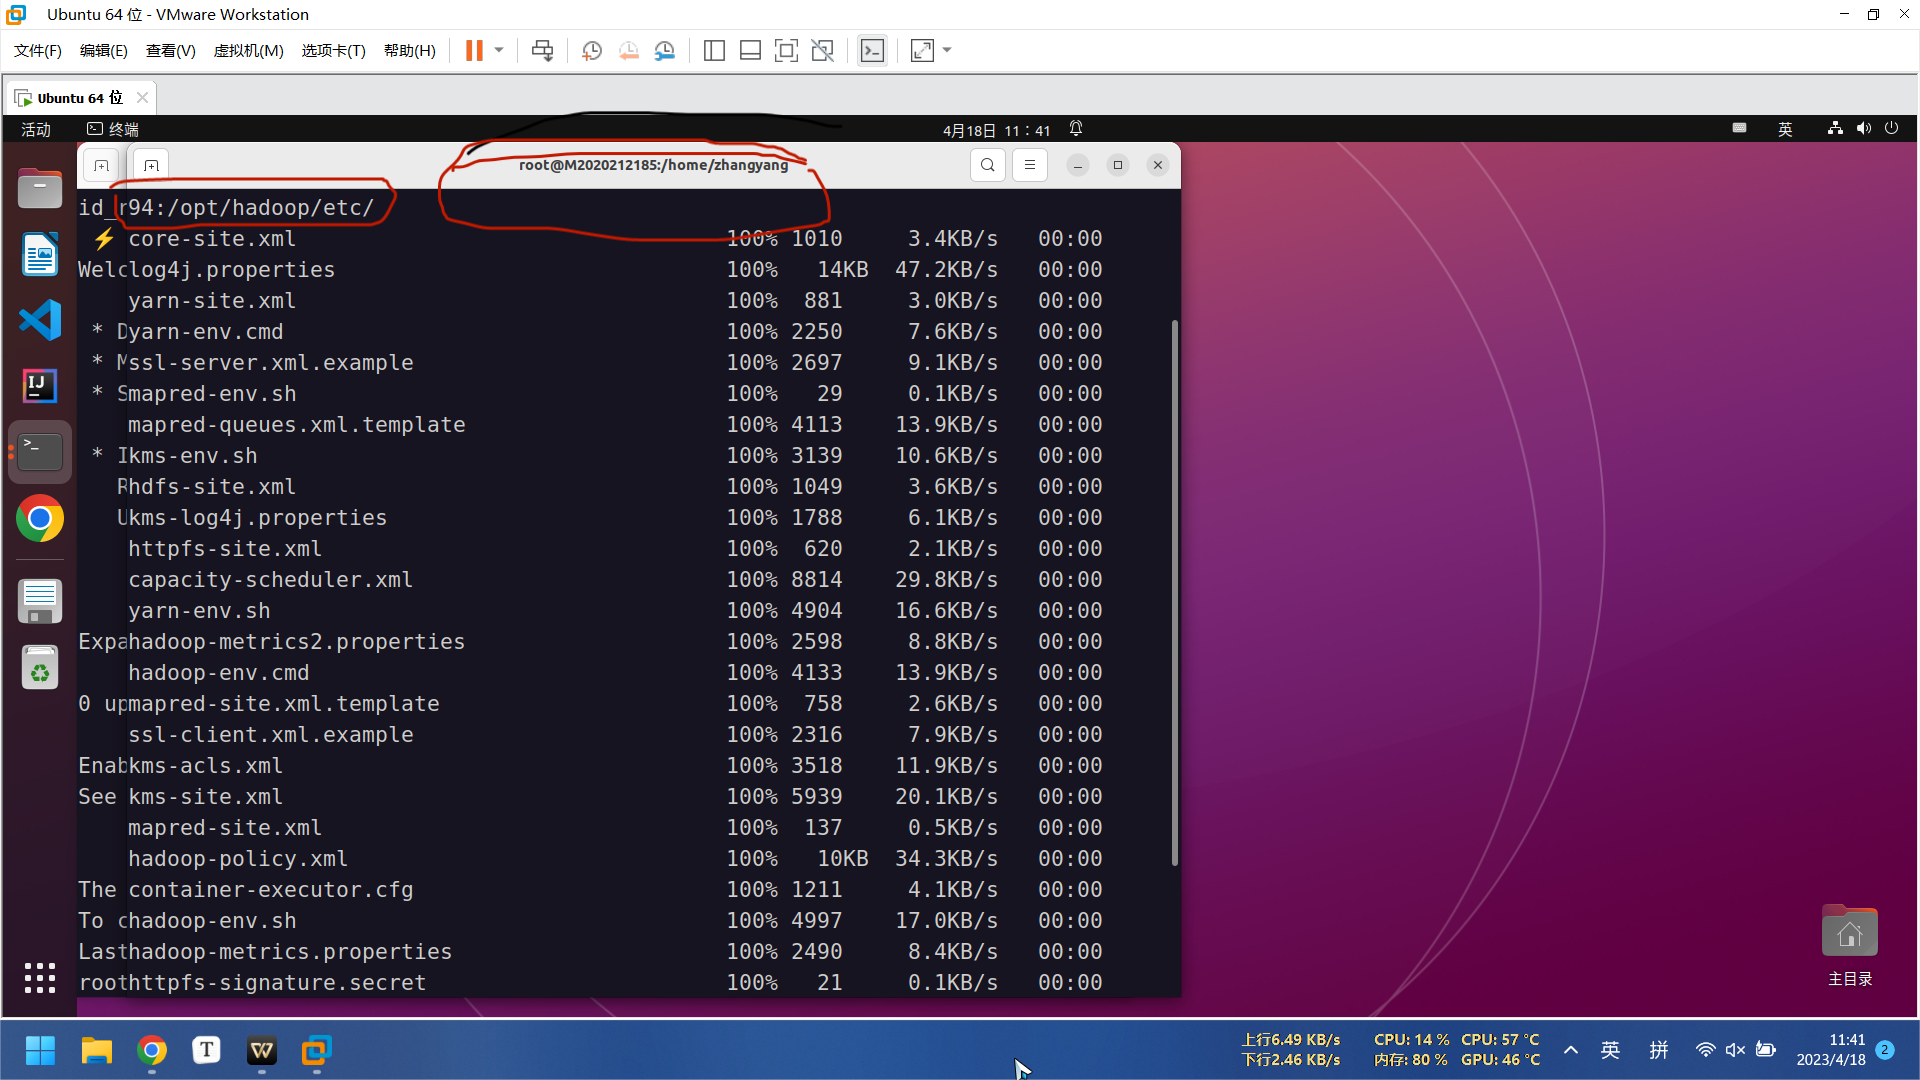 Ubuntu 64 位 - VMware Workstation
文件(F) 编辑(E) 查看(V) 虚拟机(M) 选项卡(T) 帮助(H)
Ubuntu 64 位
活动 终端 4月18日 11：41 英
root@M2020212185:/home/zhangyang
id_r94:/opt/hadoop/etc/
core-site.xml 100% 1010 3.4KB/s 00:00
Welclog4j.properties 100% 14KB 47.2KB/s 00:00
yarn-site.xml 100% 881 3.0KB/s 00:00
* Dyarn-env.cmd 100% 2250 7.6KB/s 00:00
* Mssl-server.xml.example 100% 2697 9.1KB/s 00:00
* Smapred-env.sh 100% 29 0.1KB/s 00:00
mapred-queues.xml.template 100% 4113 13.9KB/s 00:00
* Ikms-env.sh 100% 3139 10.6KB/s 00:00
Rhdfs-site.xml 100% 1049 3.6KB/s 00:00
Ukms-log4j.properties 100% 1788 6.1KB/s 00:00
httpfs-site.xml 100% 620 2.1KB/s 00:00
capacity-scheduler.xml 100% 8814 29.8KB/s 00:00
yarn-env.sh 100% 4904 16.6KB/s 00:00
Expahadoop-metrics2.properties 100% 2598 8.8KB/s 00:00
hadoop-env.cmd 100% 4133 13.9KB/s 00:00
0 upmapred-site.xml.template 100% 758 2.6KB/s 00:00
ssl-client.xml.example 100% 2316 7.9KB/s 00:00
Enabkms-acls.xml 100% 3518 11.9KB/s 00:00
See kms-site.xml 100% 5939 20.1KB/s 00:00
mapred-site.xml 100% 137 0.5KB/s 00:00
hadoop-policy.xml 100% 10KB 34.3KB/s 00:00
The container-executor.cfg 100% 1211 4.1KB/s 00:00
To chadoop-env.sh 100% 4997 17.0KB/s 00:00
Lasthadoop-metrics.properties 100% 2490 8.4KB/s 00:00
roothttpfs-signature.secret 100% 21 0.1KB/s 00:00
主目录
上行6.49 KB/s CPU: 14 % CPU: 57 °C
下行2.46 KB/s 内存: 80 % GPU: 46 °C
英 拼
11:41
2023/4/18
2